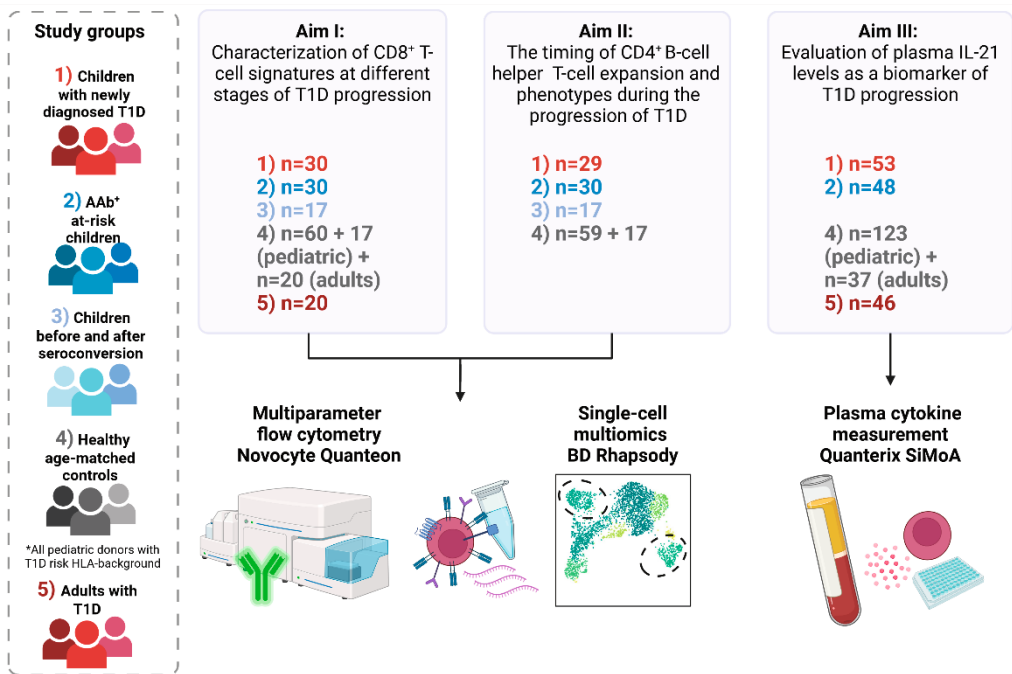 Study groups
1) Children
with newly
diagnosed T1D
2) AAb⁺
at-risk
children
3) Children
before and after
seroconversion
4) Healthy
age-matched
controls
*All pediatric donors with
T1D risk HLA-background
5) Adults with
T1D
Aim I:
Characterization of CD8⁺ T-
cell signatures at different
stages of T1D progression
1) n=30
2) n=30
3) n=17
4) n=60 + 17
(pediatric) +
n=20 (adults)
5) n=20
Aim II:
The timing of CD4⁺ B-cell
helper T-cell expansion and
phenotypes during the
progression of T1D
1) n=29
2) n=30
3) n=17
4) n=59 + 17
Aim III:
Evaluation of plasma IL-21
levels as a biomarker of
T1D progression
1) n=53
2) n=48
4) n=123
(pediatric) +
n=37 (adults)
5) n=46
Multiparameter
flow cytometry
Novocyte Quanteon
Single-cell
multiomics
BD Rhapsody
Plasma cytokine
measurement
Quanterix SiMoA